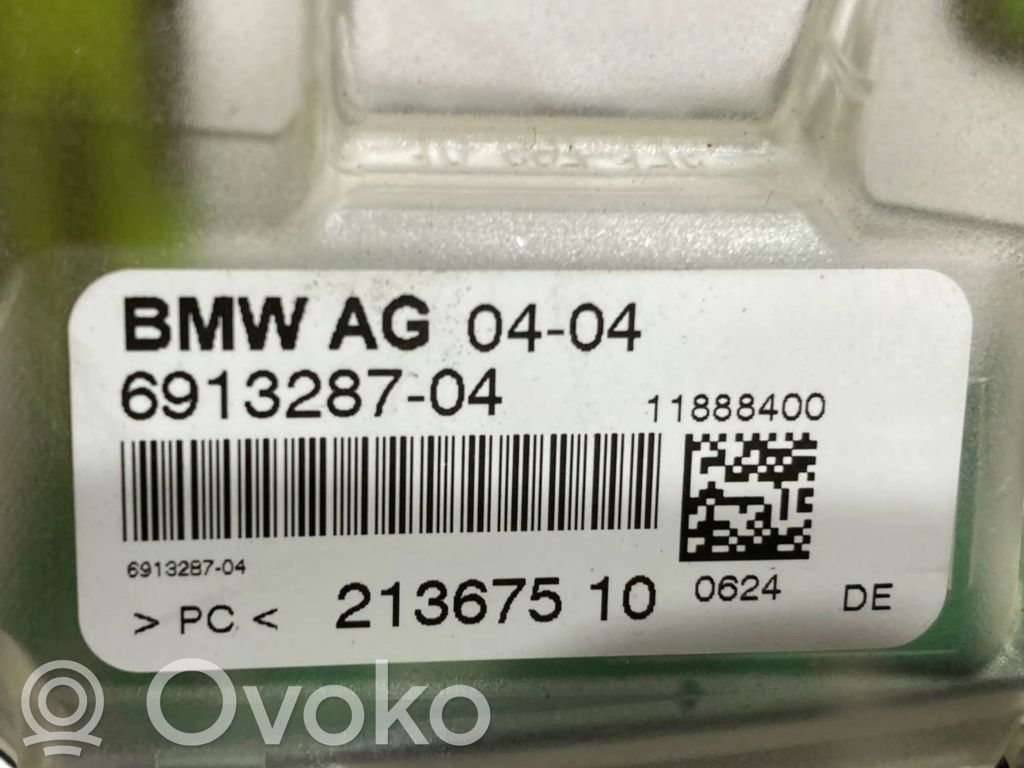 BMW AG 04-04
6913287-04
11888400
6913287-04
> PC < 213675 10
0624
DE
Ovoko